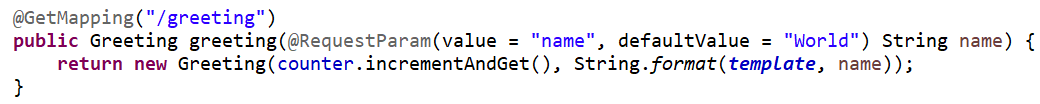 @GetMapping("/greeting")
public Greeting greeting(@RequestParam(value = "name", defaultValue = "World") String name) {
    return new Greeting(counter.incrementAndGet(), String.format(template, name));
}